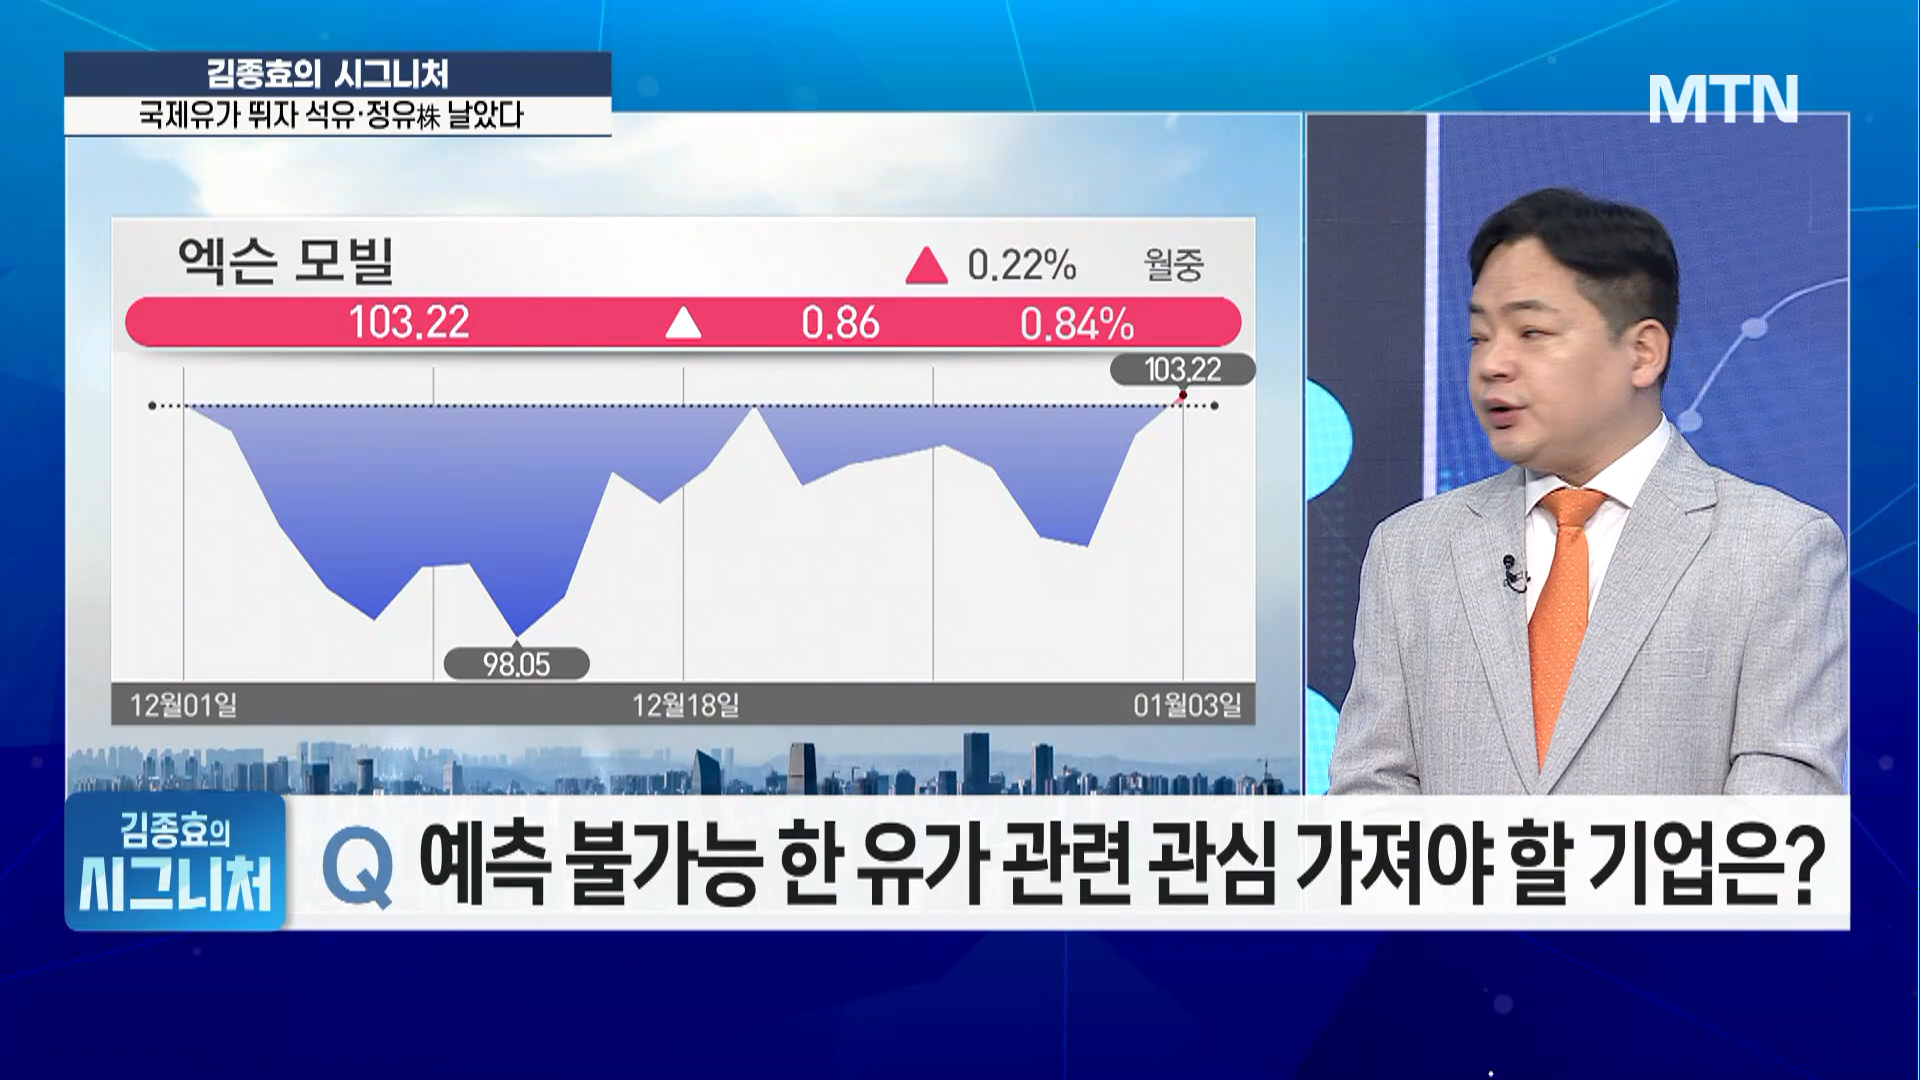 김종효의 시그니처
국제유가 뛰자 석유·정유株 날았다
MTN
엑슨 모빌
▲ 0.22% 월중
103.22 ▲ 0.86 0.84%
103.22
98.05
12월01일 12월18일 01월03일
김종효의
시그니처
Q 예측 불가능 한 유가 관련 관심 가져야 할 기업은?